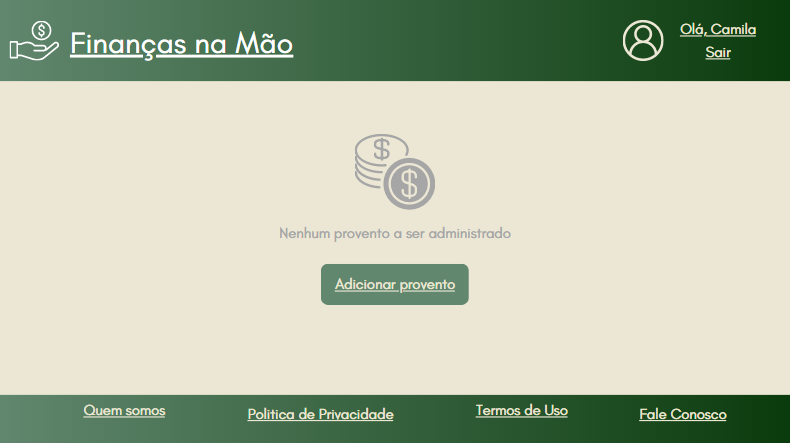 Finanças na Mão
Olá, Camila
Sair
$
$
$
Nenhum provento a ser administrado
Adicionar provento
Quem somos
Politica de Privacidade
Termos de Uso
Fale Conosco